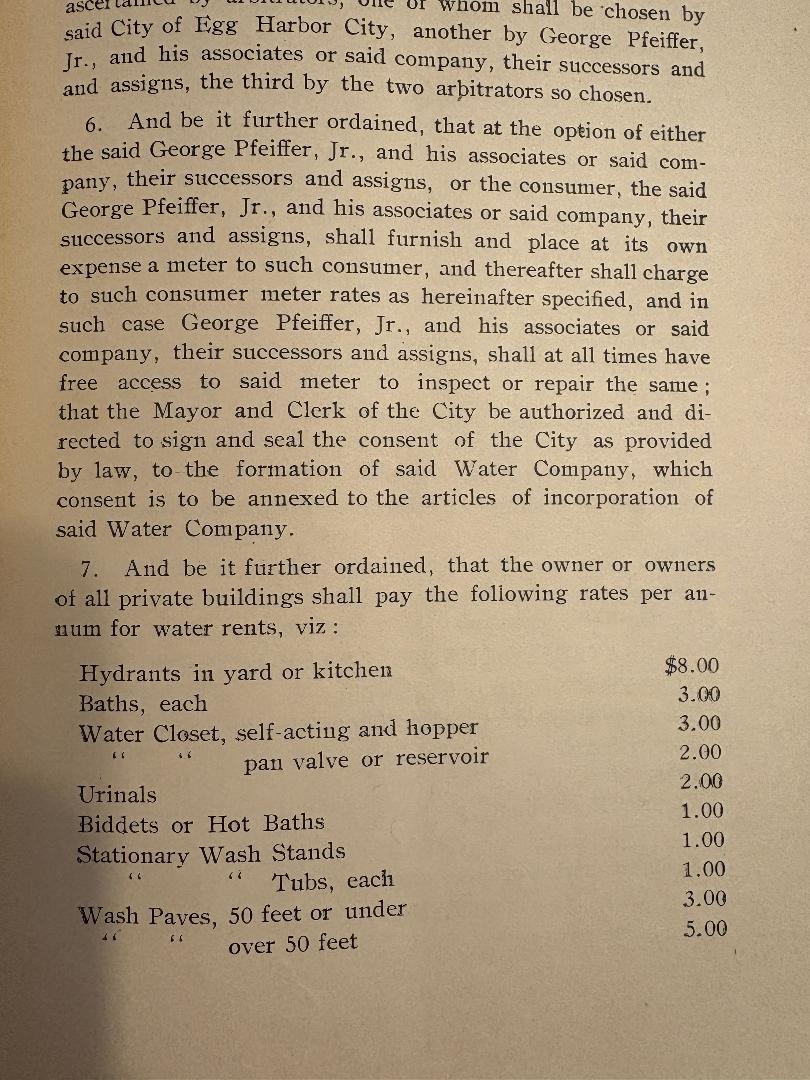 ascertained by arbitrators, one of whom shall be chosen by
said City of Egg Harbor City, another by George Pfeiffer,
Jr., and his associates or said company, their successors and
and assigns, the third by the two arbitrators so chosen.
6. And be it further ordained, that at the option of either
the said George Pfeiffer, Jr., and his associates or said com-
pany, their successors and assigns, or the consumer, the said
George Pfeiffer, Jr., and his associates or said company, their
successors and assigns, shall furnish and place at its own
expense a meter to such consumer, and thereafter shall charge
to such consumer meter rates as hereinafter specified, and in
such case George Pfeiffer, Jr., and his associates or said
company, their successors and assigns, shall at all times have
free access to said meter to inspect or repair the same;
that the Mayor and Clerk of the City be authorized and di-
rected to sign and seal the consent of the City as provided
by law, to the formation of said Water Company, which
consent is to be annexed to the articles of incorporation of
said Water Company.
7. And be it further ordained, that the owner or owners
of all private buildings shall pay the following rates per an-
num for water rents, viz:
Hydrants in yard or kitchen $8.00
Baths, each 3.00
Water Closet, self-acting and hopper 3.00
“ “ pan valve or reservoir 2.00
Urinals 2.00
Biddets or Hot Baths 1.00
Stationary Wash Stands 1.00
“ “ Tubs, each 1.00
Wash Paves, 50 feet or under 3.00
“ “ over 50 feet 5.00